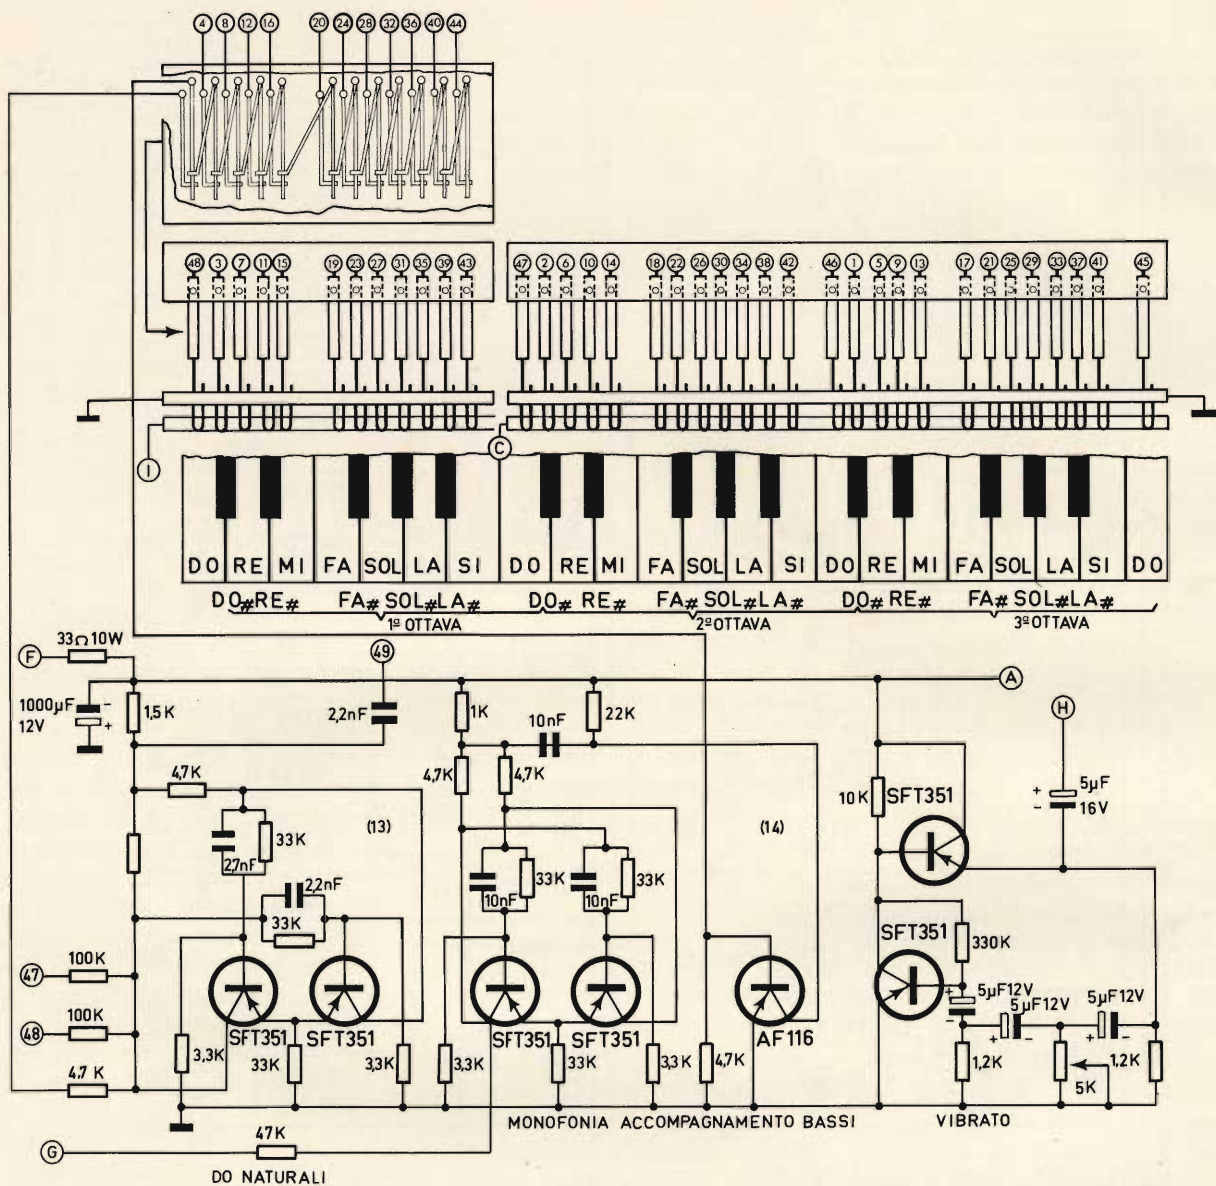 4 8 12 16 20 24 28 32 36 40 44
48 3 7 11 15 19 23 27 31 35 39 43 47 2 6 10 14 18 22 26 30 34 38 42 46 1 5 9 13 17 21 25 29 33 37 41 45
I C
DO RE MI FA SOL LA SI DO RE MI FA SOL LA SI DO RE MI FA SOL LA SI DO
DO# RE# FA# SOL# LA# DO# RE# FA# SOL# LA# DO# RE# FA# SOL# LA#
1ª OTTAVA 2ª OTTAVA 3ª OTTAVA
F
33Ω 10W
49
A
1000µF
12V
-
+
1,5K
2,2nF
1K
10nF
22K
H
4,7K
4,7K
4,7K
10K
SFT351
+
-
5µF
16V
(13)
(14)
33K
2,7nF
2,2nF
33K
10nF
33K
10nF
33K
SFT351
330K
47
100K
48
100K
5µF12V
5µF12V
5µF12V
+
-
+
-
+
-
SFT351
SFT351
SFT351
SFT351
AF116
3,3K
33K
3,3K
3,3K
33K
3,3K
4,7K
1,2K
5K
1,2K
4.7 K
MONOFONIA ACCOMPAGNAMENTO BASSI
VIBRATO
G
47K
DO NATURALI